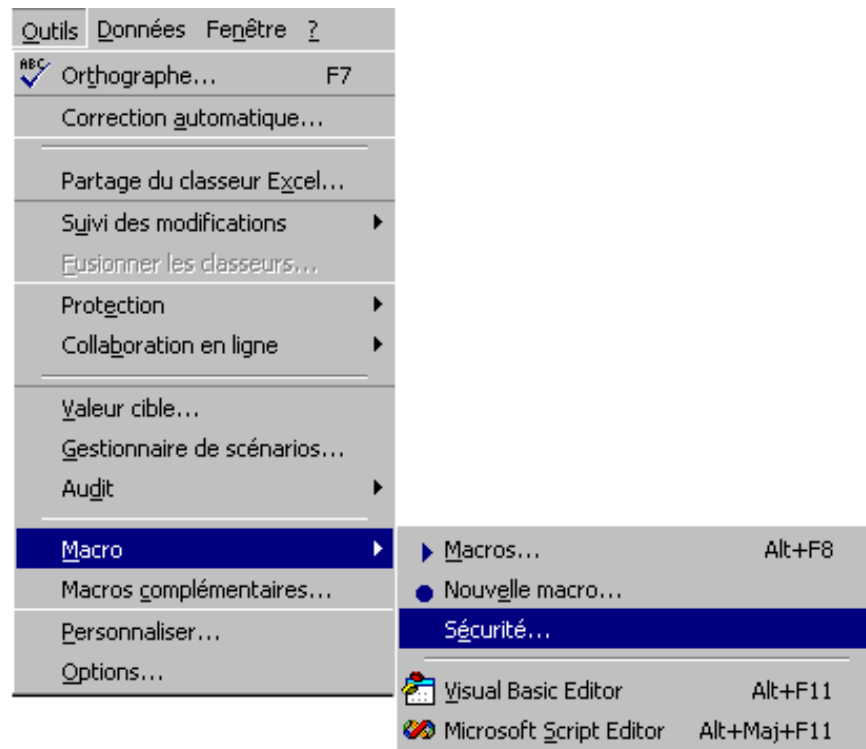 Outils Données Fenêtre ?
ABC Orthographe... F7
Correction automatique...
Partage du classeur Excel...
Suivi des modifications
Fusionner les classeurs...
Protection
Collaboration en ligne
Valeur cible...
Gestionnaire de scénarios...
Audit
Macro
Macros complémentaires...
Personnaliser...
Options...
Macros... Alt+F8
Nouvelle macro...
Sécurité...
Visual Basic Editor Alt+F11
Microsoft Script Editor Alt+Maj+F11